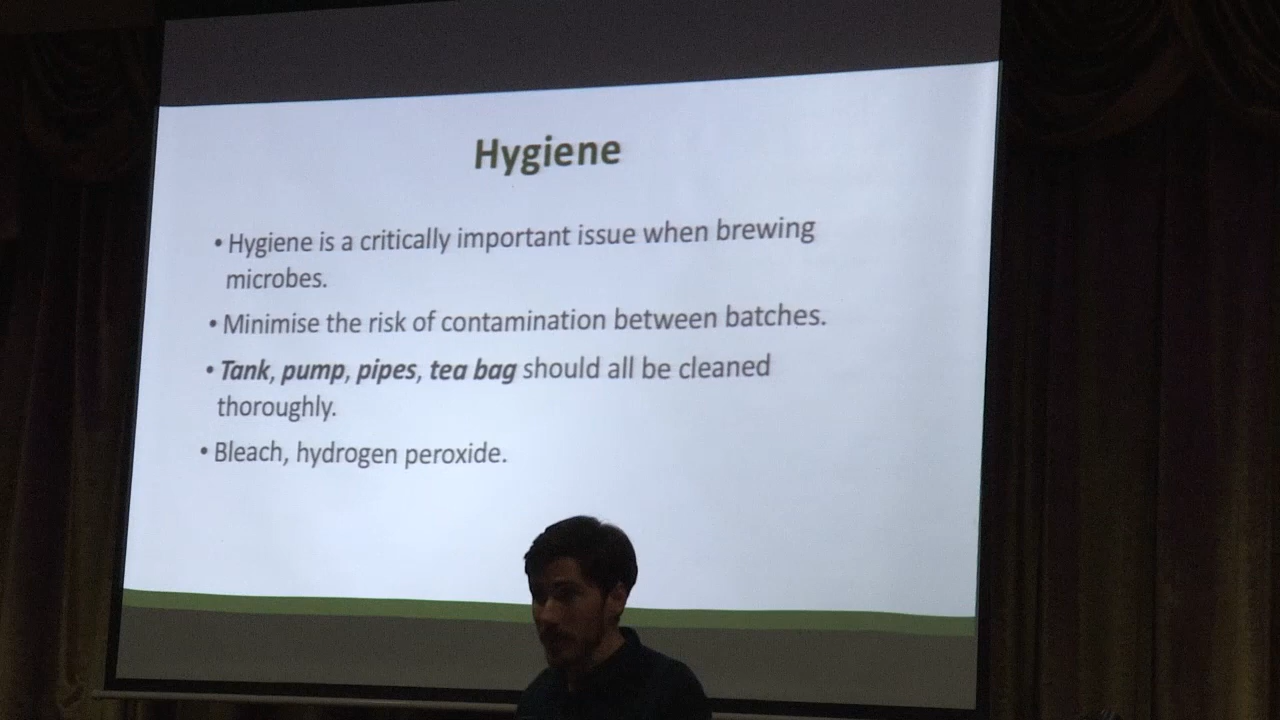 Hygiene
• Hygiene is a critically important issue when brewing
microbes.
• Minimise the risk of contamination between batches.
• Tank, pump, pipes, tea bag should all be cleaned
thoroughly.
• Bleach, hydrogen peroxide.